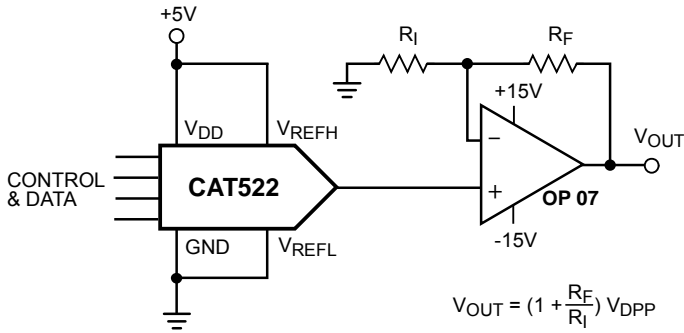 +5V
R_I
R_F
+15V
V_DD
V_REFH
V_OUT
−
CONTROL
& DATA
CAT522
+
OP 07
GND
V_REFL
-15V
V_OUT = (1 + R_F/R_I) V_DPP